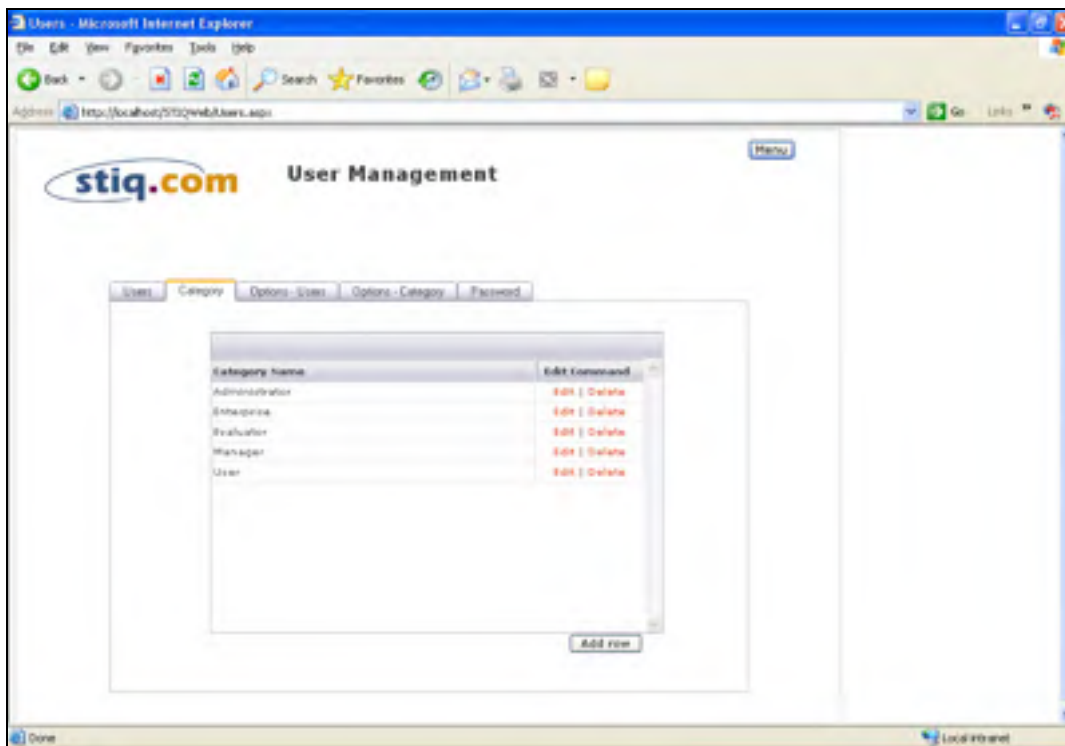 Users - Microsoft Internet Explorer
File Edit View Favorites Tools Help
Back Search Favorites
Address http://localhost/STIQWeb/Users.aspx Go Links »
Menu
stiq.com User Management
Users Category Options - Users Options - Category Password
Category Name Edit Command
Administrator Edit | Delete
Enterprise Edit | Delete
Evaluator Edit | Delete
Manager Edit | Delete
User Edit | Delete
Add row
Done Local intranet